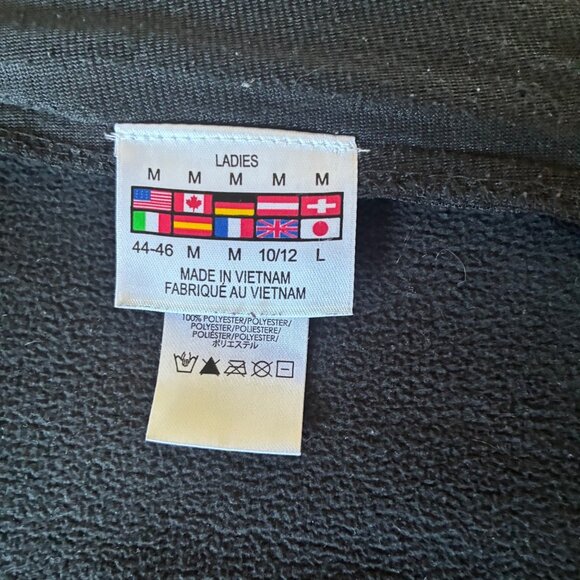 LADIES
M M M M M
44-46 M M 10/12 L
MADE IN VIETNAM
FABRIQUÉ AU VIETNAM
100% POLYESTER/POLYESTER/
POLYESTER/POLIESTERE/
POLIÉSTER/POLYESTER/
ポリエステル